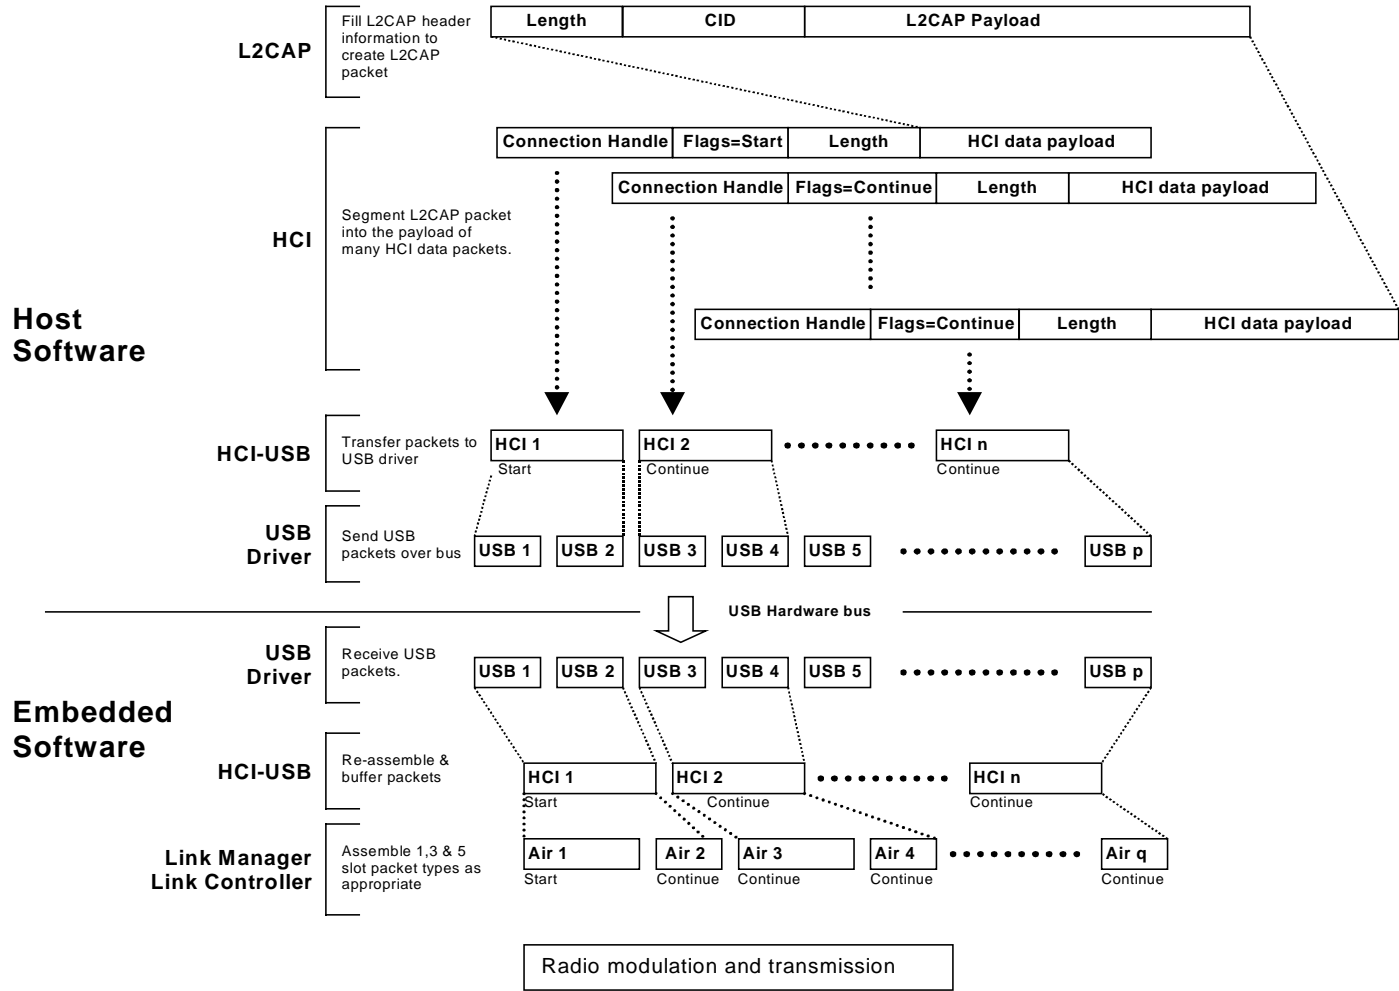 Fill L2CAP header
information to
create L2CAP
packet
L2CAP
Length CID L2CAP Payload
Connection Handle Flags=Start Length HCI data payload
Connection Handle Flags=Continue Length HCI data payload
Segment L2CAP packet
into the payload of
many HCI data packets.
HCI
Host
Software
Connection Handle Flags=Continue Length HCI data payload
HCI-USB
Transfer packets to
USB driver
HCI 1 HCI 2 HCI n
Start Continue Continue
USB
Driver
Send USB
packets over bus
USB 1 USB 2 USB 3 USB 4 USB 5 USB p
USB Hardware bus
USB
Driver
Receive USB
packets.
USB 1 USB 2 USB 3 USB 4 USB 5 USB p
Embedded
Software
HCI-USB
Re-assemble &
buffer packets
HCI 1 HCI 2 HCI n
Start Continue Continue
Link Manager
Link Controller
Assemble 1,3 & 5
slot packet types as
appropriate
Air 1 Air 2 Air 3 Air 4 Air q
Start Continue Continue Continue Continue
Radio modulation and transmission